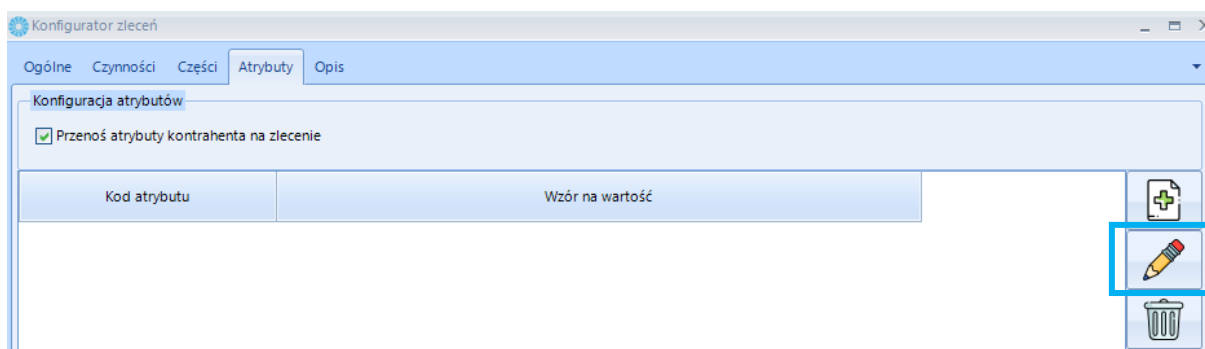 Konfigurator zleceń
Ogólne Czynności Części Atrybuty Opis
Konfiguracja atrybutów
Przenoś atrybuty kontrahenta na zlecenie
Kod atrybutu Wzór na wartość